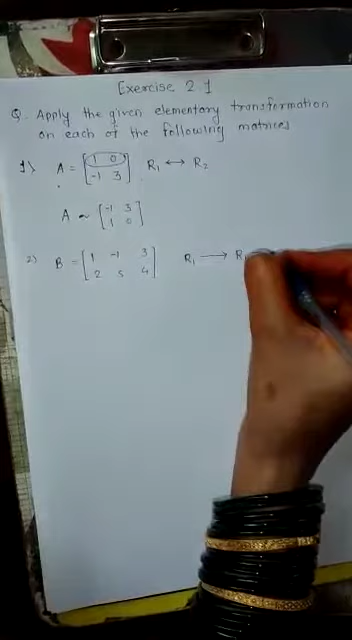 Exercise 2.1
Q. Apply the given elementary transformation
on each of the following matrices
1) A = [1 0
-1 3] R₁ ↔ R₂
A ~ [-1 3
1 0]
2) B = [1 -1 3
2 5 4] R₁ → R₁